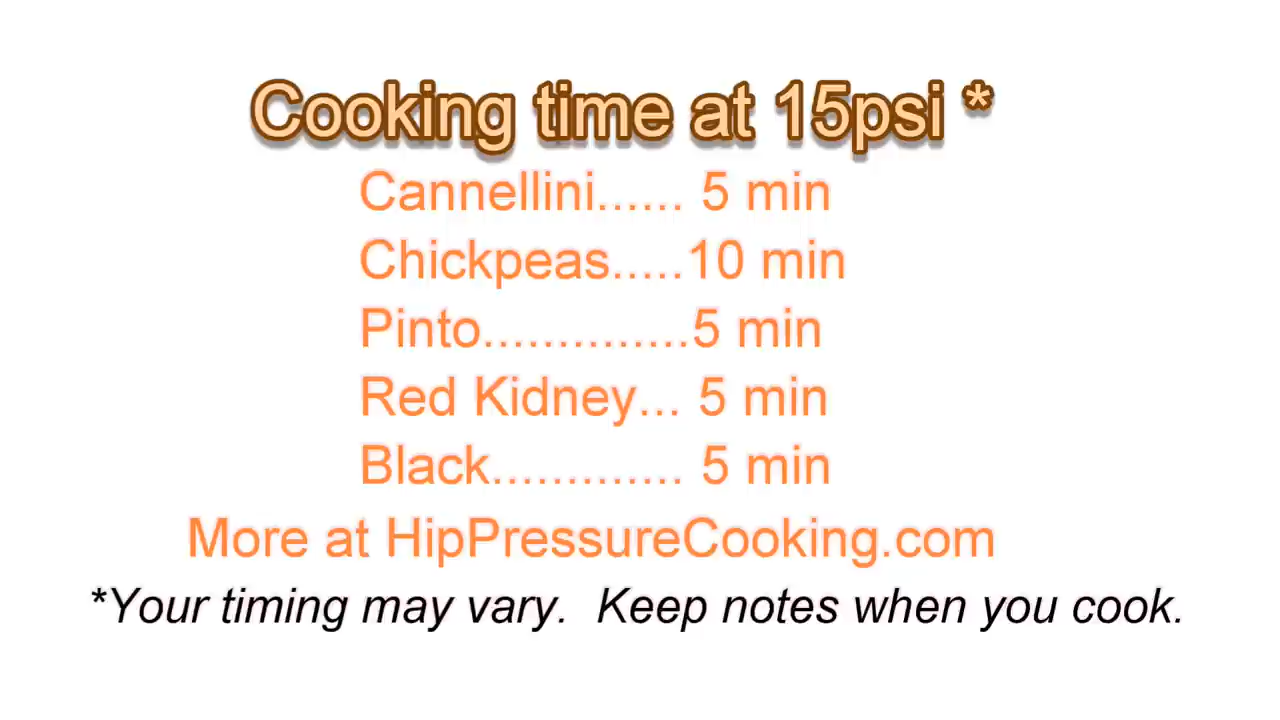 Cooking time at 15psi *
Cannellini...... 5 min
Chickpeas.....10 min
Pinto..............5 min
Red Kidney... 5 min
Black............. 5 min
More at HipPressureCooking.com
*Your timing may vary.  Keep notes when you cook.